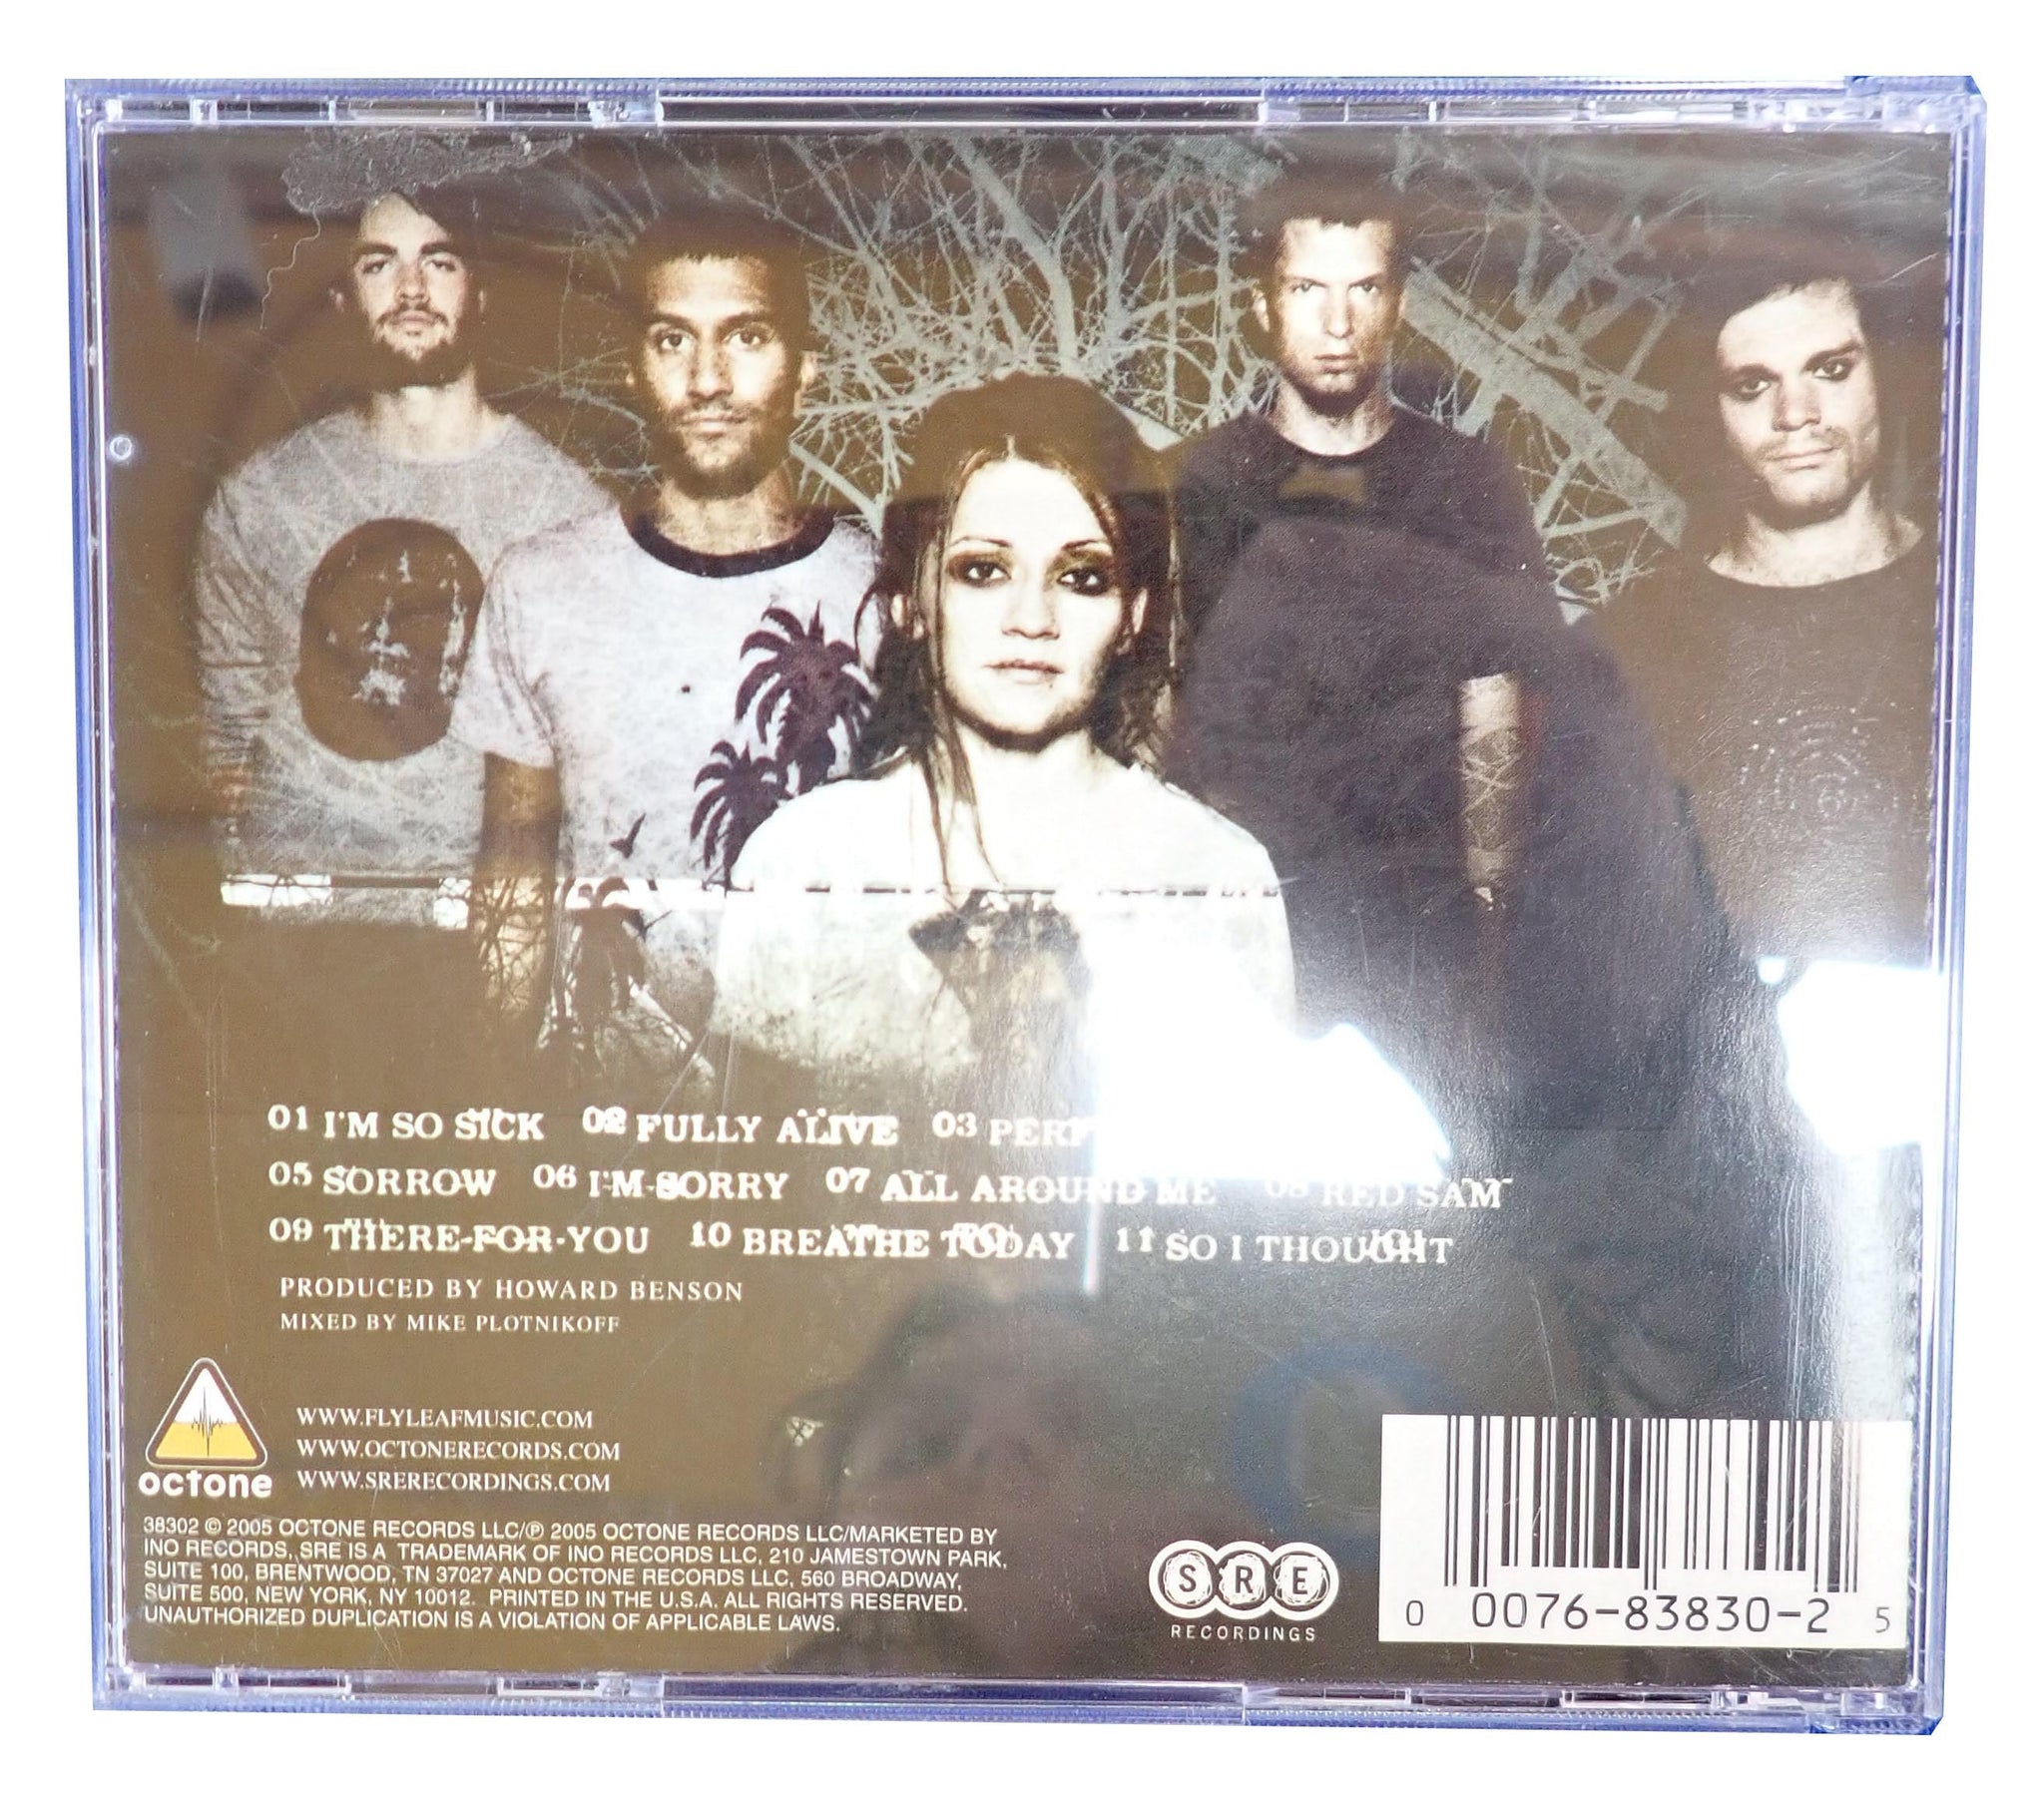 01 I'M SO SICK 02 FULLY ALIVE 03
05 SORROW 06 I'M SORRY 07 ALL AROUND ME 08 RED SAM
09 THERE FOR YOU 10 BREATHE TODAY 11 SO I THOUGHT
PRODUCED BY HOWARD BENSON
MIXED BY MIKE PLOTNIKOFF
WWW.FLYLEAFMUSIC.COM
WWW.OCTONERECORDS.COM
WWW.SRERECORDINGS.COM
octone
38302 © 2005 OCTONE RECORDS LLC/℗ 2005 OCTONE RECORDS LLC/MARKETED BY
INO RECORDS, SRE IS A TRADEMARK OF INO RECORDS LLC, 210 JAMESTOWN PARK,
SUITE 100, BRENTWOOD, TN 37027 AND OCTONE RECORDS LLC, 560 BROADWAY,
SUITE 500, NEW YORK, NY 10012. PRINTED IN THE U.S.A. ALL RIGHTS RESERVED.
UNAUTHORIZED DUPLICATION IS A VIOLATION OF APPLICABLE LAWS.
SRE
RECORDINGS
0 0076-83830-2 5